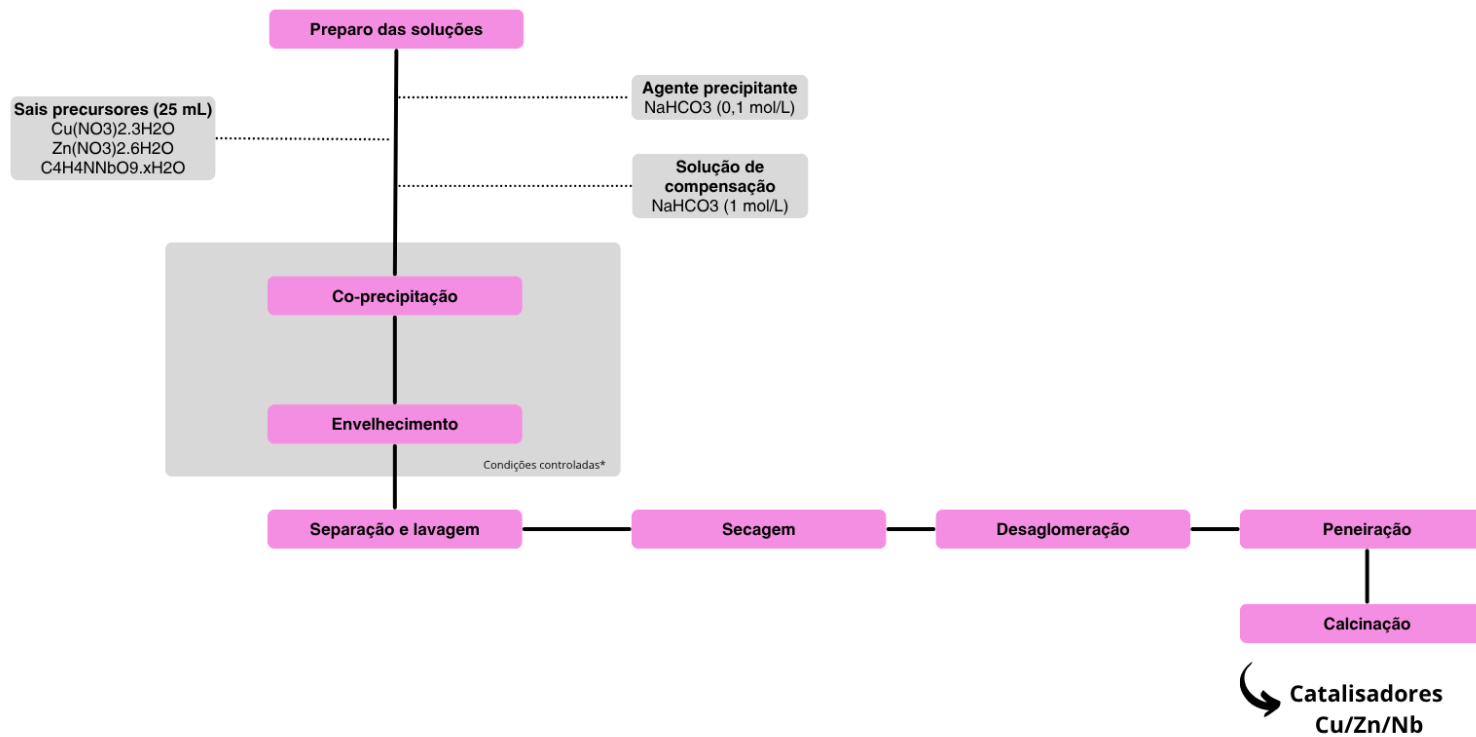 Preparo das soluções
Sais precursores (25 mL)
Cu(NO3)2.3H2O
Zn(NO3)2.6H2O
C4H4NNbO9.xH2O
Agente precipitante
NaHCO3 (0,1 mol/L)
Solução de
compensação
NaHCO3 (1 mol/L)
Co-precipitação
Envelhecimento
Condições controladas*
Separação e lavagem
Secagem
Desaglomeração
Peneiração
Calcinação
Catalisadores
Cu/Zn/Nb